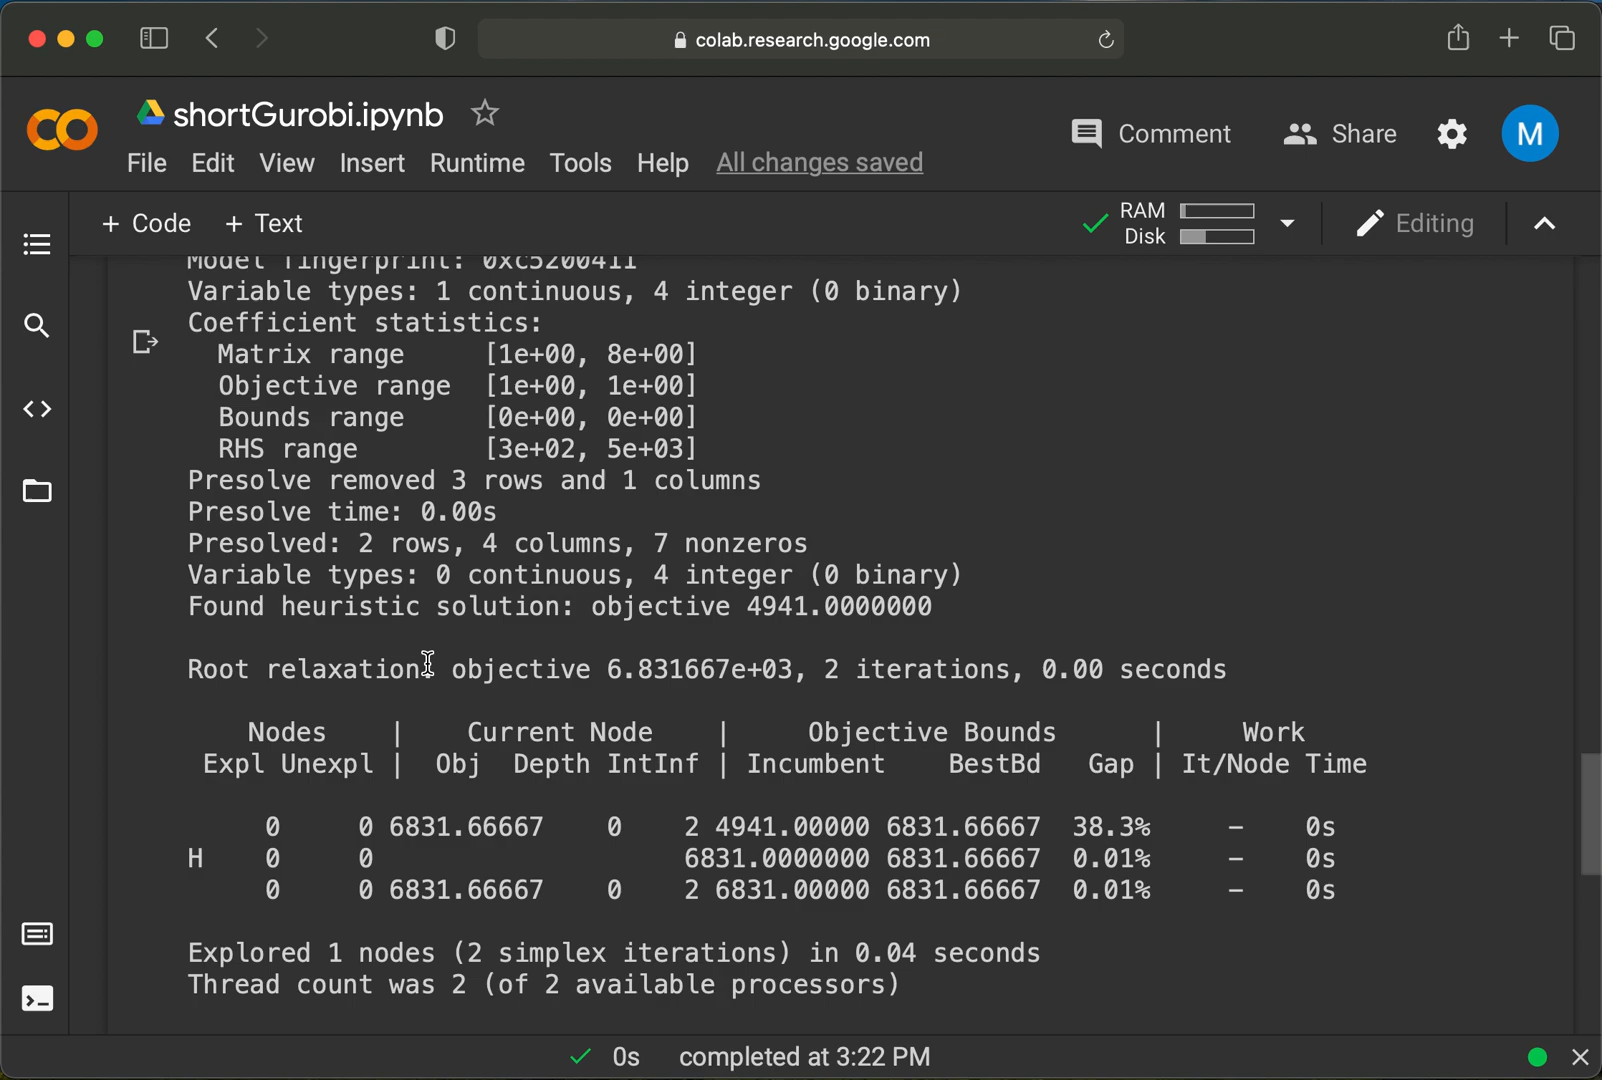 colab.research.google.com
shortGurobi.ipynb
Comment
Share
M
File Edit View Insert Runtime Tools Help All changes saved
+ Code + Text
RAM
Disk
Editing
Model fingerprint: 0xc5200411
Variable types: 1 continuous, 4 integer (0 binary)
Coefficient statistics:
Matrix range [1e+00, 8e+00]
Objective range [1e+00, 1e+00]
Bounds range [0e+00, 0e+00]
RHS range [3e+02, 5e+03]
Presolve removed 3 rows and 1 columns
Presolve time: 0.00s
Presolved: 2 rows, 4 columns, 7 nonzeros
Variable types: 0 continuous, 4 integer (0 binary)
Found heuristic solution: objective 4941.0000000
Root relaxation: objective 6.831667e+03, 2 iterations, 0.00 seconds
Nodes | Current Node | Objective Bounds | Work
Expl Unexpl | Obj Depth IntInf | Incumbent BestBd Gap | It/Node Time
0 0 6831.66667 0 2 4941.00000 6831.66667 38.3% - 0s
H 0 0 6831.0000000 6831.66667 0.01% - 0s
0 0 6831.66667 0 2 6831.00000 6831.66667 0.01% - 0s
Explored 1 nodes (2 simplex iterations) in 0.04 seconds
Thread count was 2 (of 2 available processors)
0s completed at 3:22 PM